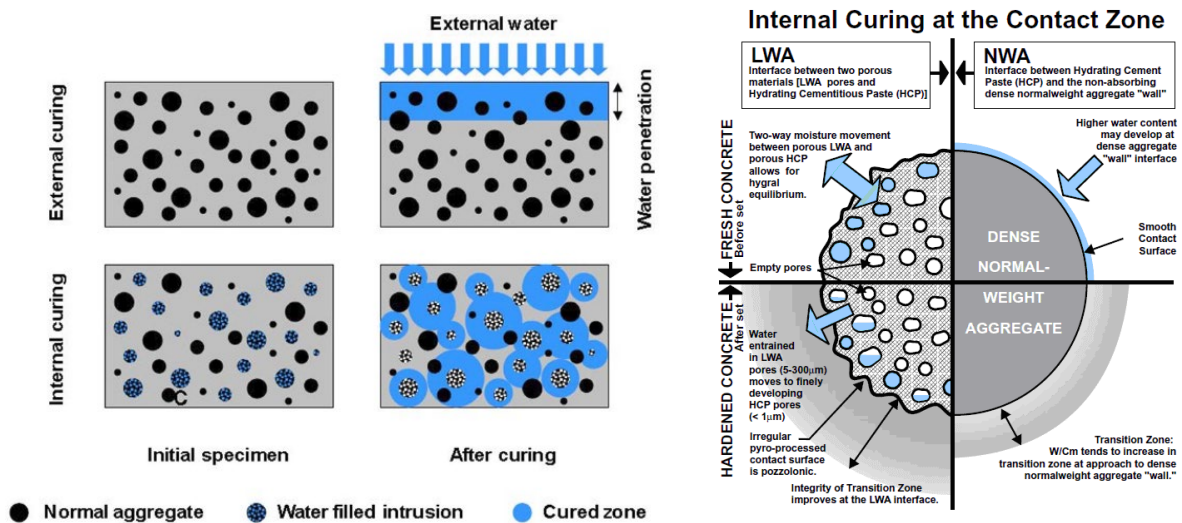 External water
External curing
Water penetration
Internal curing
C
Initial specimen
After curing
Normal aggregate
Water filled intrusion
Cured zone
Internal Curing at the Contact Zone
LWA
Interface between two porous
materials [LWA pores and
Hydrating Cementitious Paste (HCP)]
NWA
Interface between Hydrating Cement
Paste (HCP) and the non-absorbing
dense normalweight aggregate "wall"
FRESH CONCRETE
Before set
Two-way moisture movement
between porous LWA and
porous HCP
allows for
hygral
equilibrium.
Higher water content
may develop at
dense aggregate
"wall" interface
Smooth
Contact
Surface
Empty pores
DENSE
NORMAL-
WEIGHT
AGGREGATE
HARDENED CONCRETE
After set
Water
entrained
in LWA
pores (5-300µm)
moves to finely
developing
HCP pores
(< 1µm)
Irregular
pyro-processed
contact surface
is pozzolonic.
Integrity of Transition Zone
improves at the LWA interface.
Transition Zone:
W/Cm tends to increase in
transition zone at approach to dense
normalweight aggregate "wall."